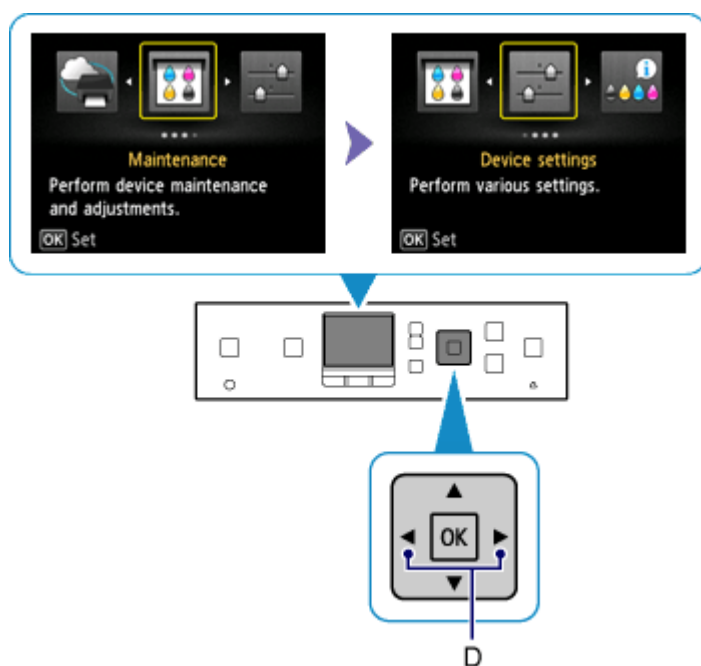 Maintenance
Perform device maintenance
and adjustments.
OK Set
Device settings
Perform various settings.
OK Set
OK
D